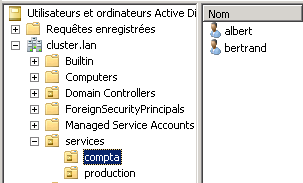 Utilisateurs et ordinateurs Active Di
Requêtes enregistrées
cluster.lan
Builtin
Computers
Domain Controllers
ForeignSecurityPrincipals
Managed Service Accounts
services
compta
production
Nom
albert
bertrand